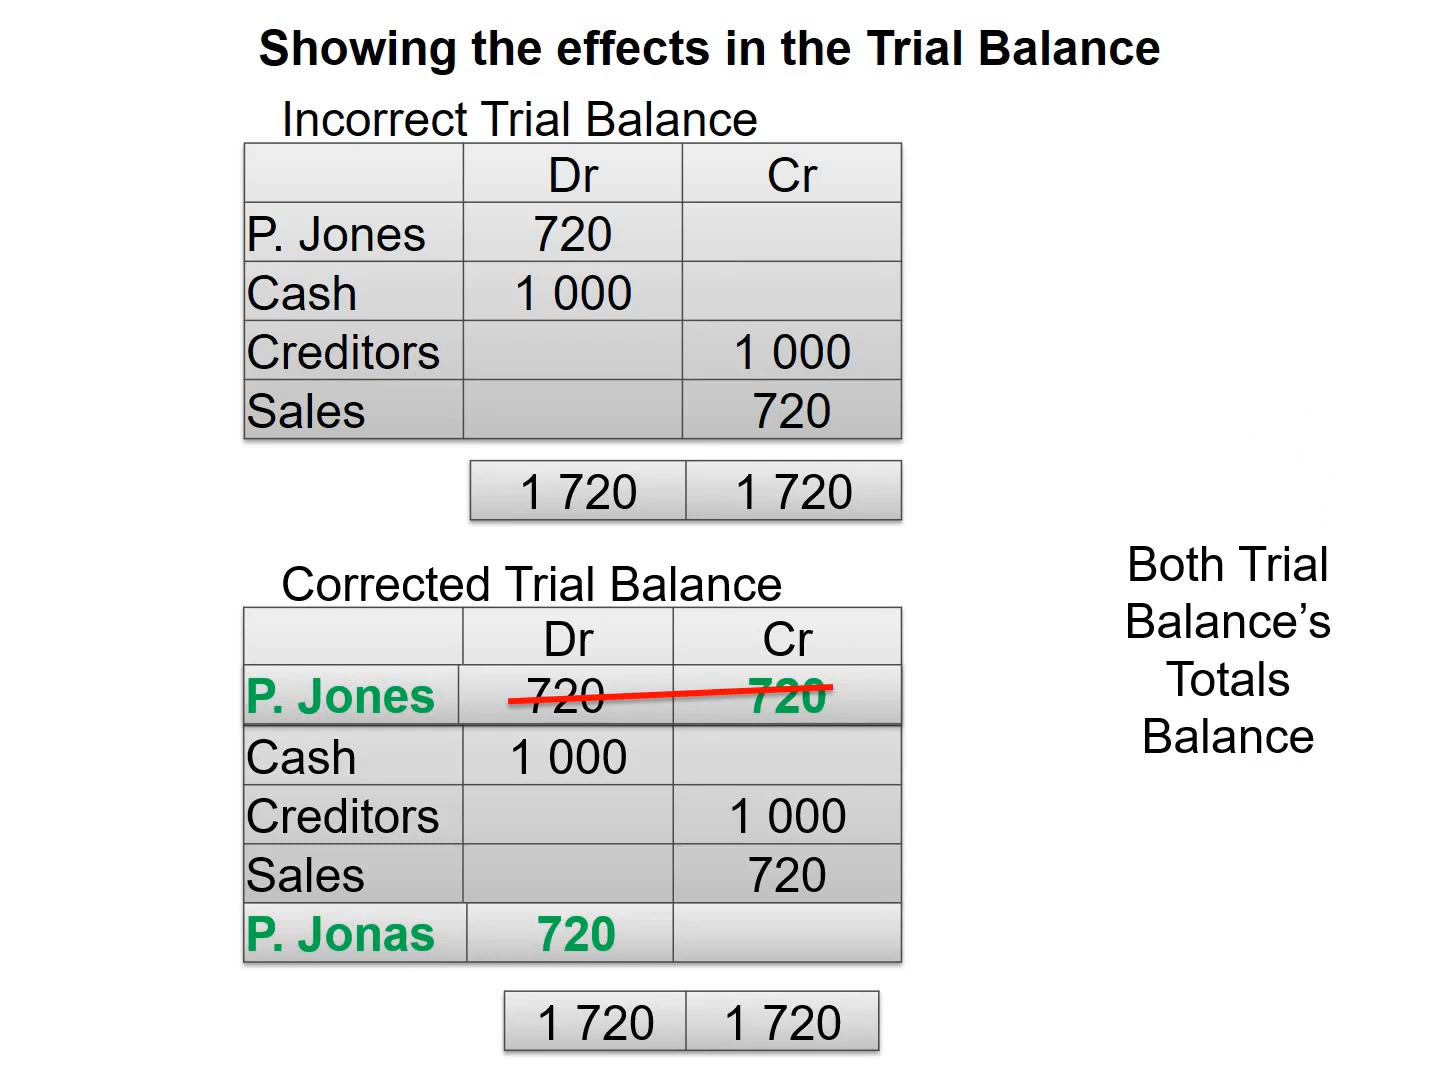 Showing the effects in the Trial Balance
Incorrect Trial Balance
Dr Cr
P. Jones 720
Cash 1 000
Creditors 1 000
Sales 720
1 720 1 720
Corrected Trial Balance
Dr Cr
P. Jones 720 720
Cash 1 000
Creditors 1 000
Sales 720
P. Jonas 720
1 720 1 720
Both Trial
Balance’s
Totals
Balance